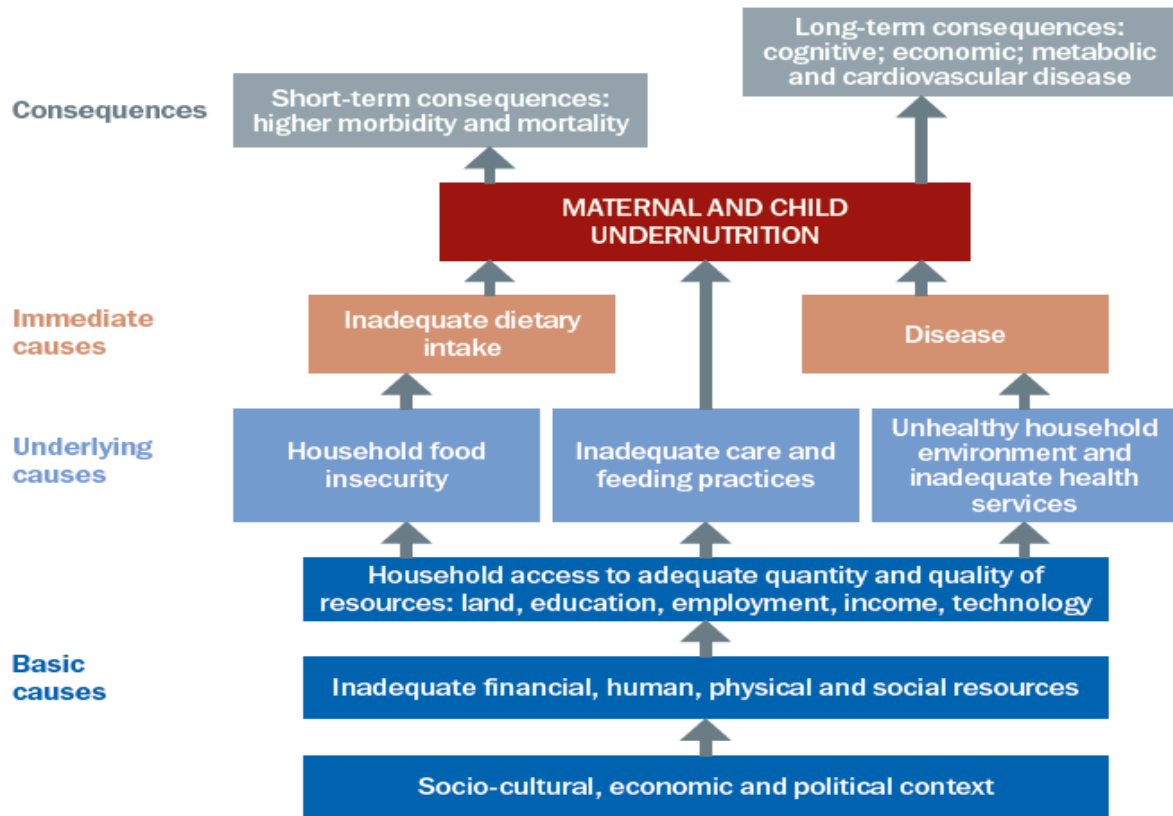 Long-term consequences:
cognitive; economic; metabolic
and cardiovascular disease
Consequences
Short-term consequences:
higher morbidity and mortality
MATERNAL AND CHILD
UNDERNUTRITION
Immediate
causes
Inadequate dietary
intake
Disease
Underlying
causes
Household food
insecurity
Inadequate care and
feeding practices
Unhealthy household
environment and
inadequate health
services
Household access to adequate quantity and quality of
resources: land, education, employment, income, technology
Basic
causes
Inadequate financial, human, physical and social resources
Socio-cultural, economic and political context